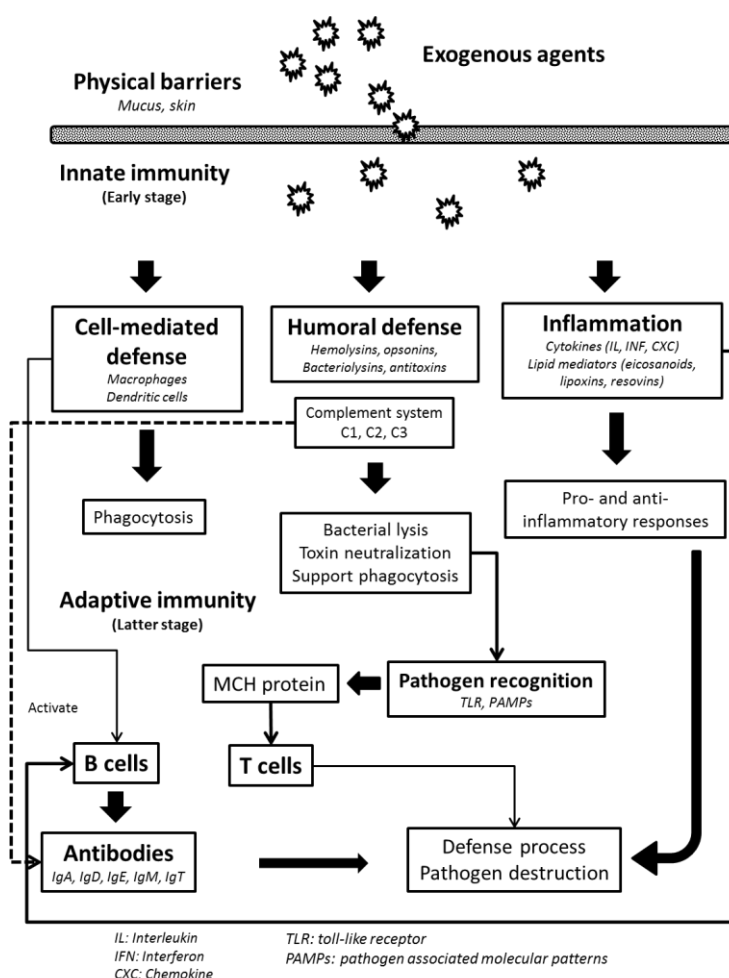 Exogenous agents
Physical barriers
Mucus, skin
Innate immunity
(Early stage)
Cell-mediated
defense
Macrophages
Dendritic cells
Humoral defense
Hemolysins, opsonins,
Bacteriolysins, antitoxins
Inflammation
Cytokines (IL, INF, CXC)
Lipid mediators (eicosanoids,
lipoxins, resovins)
Complement system
C1, C2, C3
Phagocytosis
Bacterial lysis
Toxin neutralization
Support phagocytosis
Pro- and anti-
inflammatory responses
Adaptive immunity
(Latter stage)
MCH protein
Pathogen recognition
TLR, PAMPs
Activate
B cells
T cells
Antibodies
IgA, IgD, IgE, IgM, IgT
Defense process
Pathogen destruction
IL: Interleukin
IFN: Interferon
CXC: Chemokine
TLR: toll-like receptor
PAMPs: pathogen associated molecular patterns